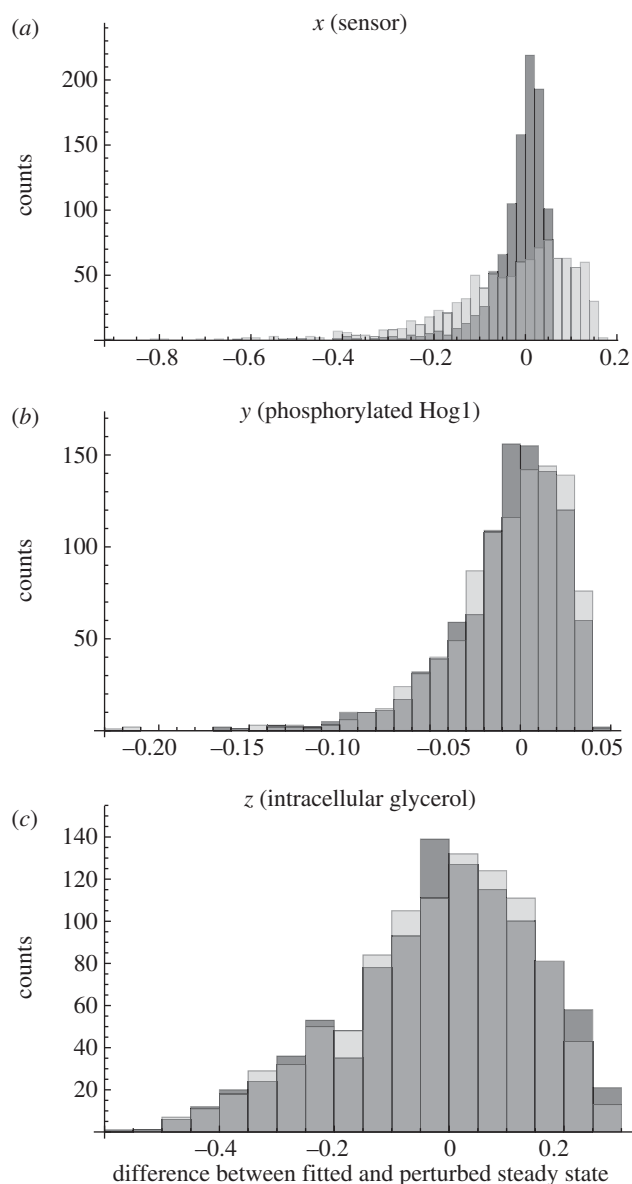 (a) x (sensor)
200
150
100
50
counts
−0.8 −0.6 −0.4 −0.2 0 0.2
(b) y (phosphorylated Hog1)
150
100
50
counts
−0.20 −0.15 −0.10 −0.05 0 0.05
(c) z (intracellular glycerol)
140
120
100
80
60
40
20
counts
−0.4 −0.2 0 0.2
difference between fitted and perturbed steady state